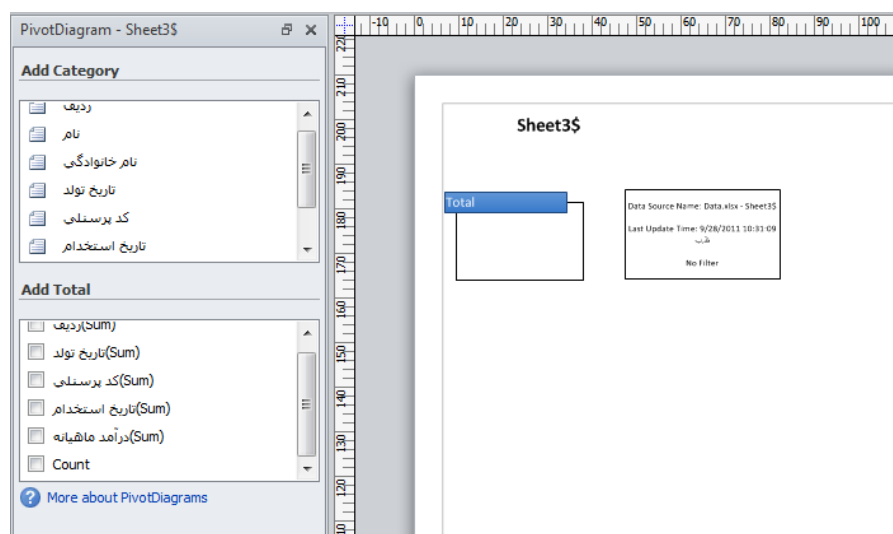 PivotDiagram - Sheet3$
Add Category
ردیف
نام
نام خانوادگی
تاریخ تولد
کد پرسنلی
تاریخ استخدام
Add Total
(Sum)ردیف
(Sum)تاریخ تولد
(Sum)کد پرسنلی
(Sum)تاریخ استخدام
(Sum)درآمد ماهیانه
Count
More about PivotDiagrams
-10 0 10 20 30 40 50 60 70 80 90 100
220
210
200
190
180
170
160
150
140
130
120
Sheet3$
Total
Data Source Name: Data.xlsx - Sheet3$
Last Update Time: 9/28/2011 10:31:09
No Filter